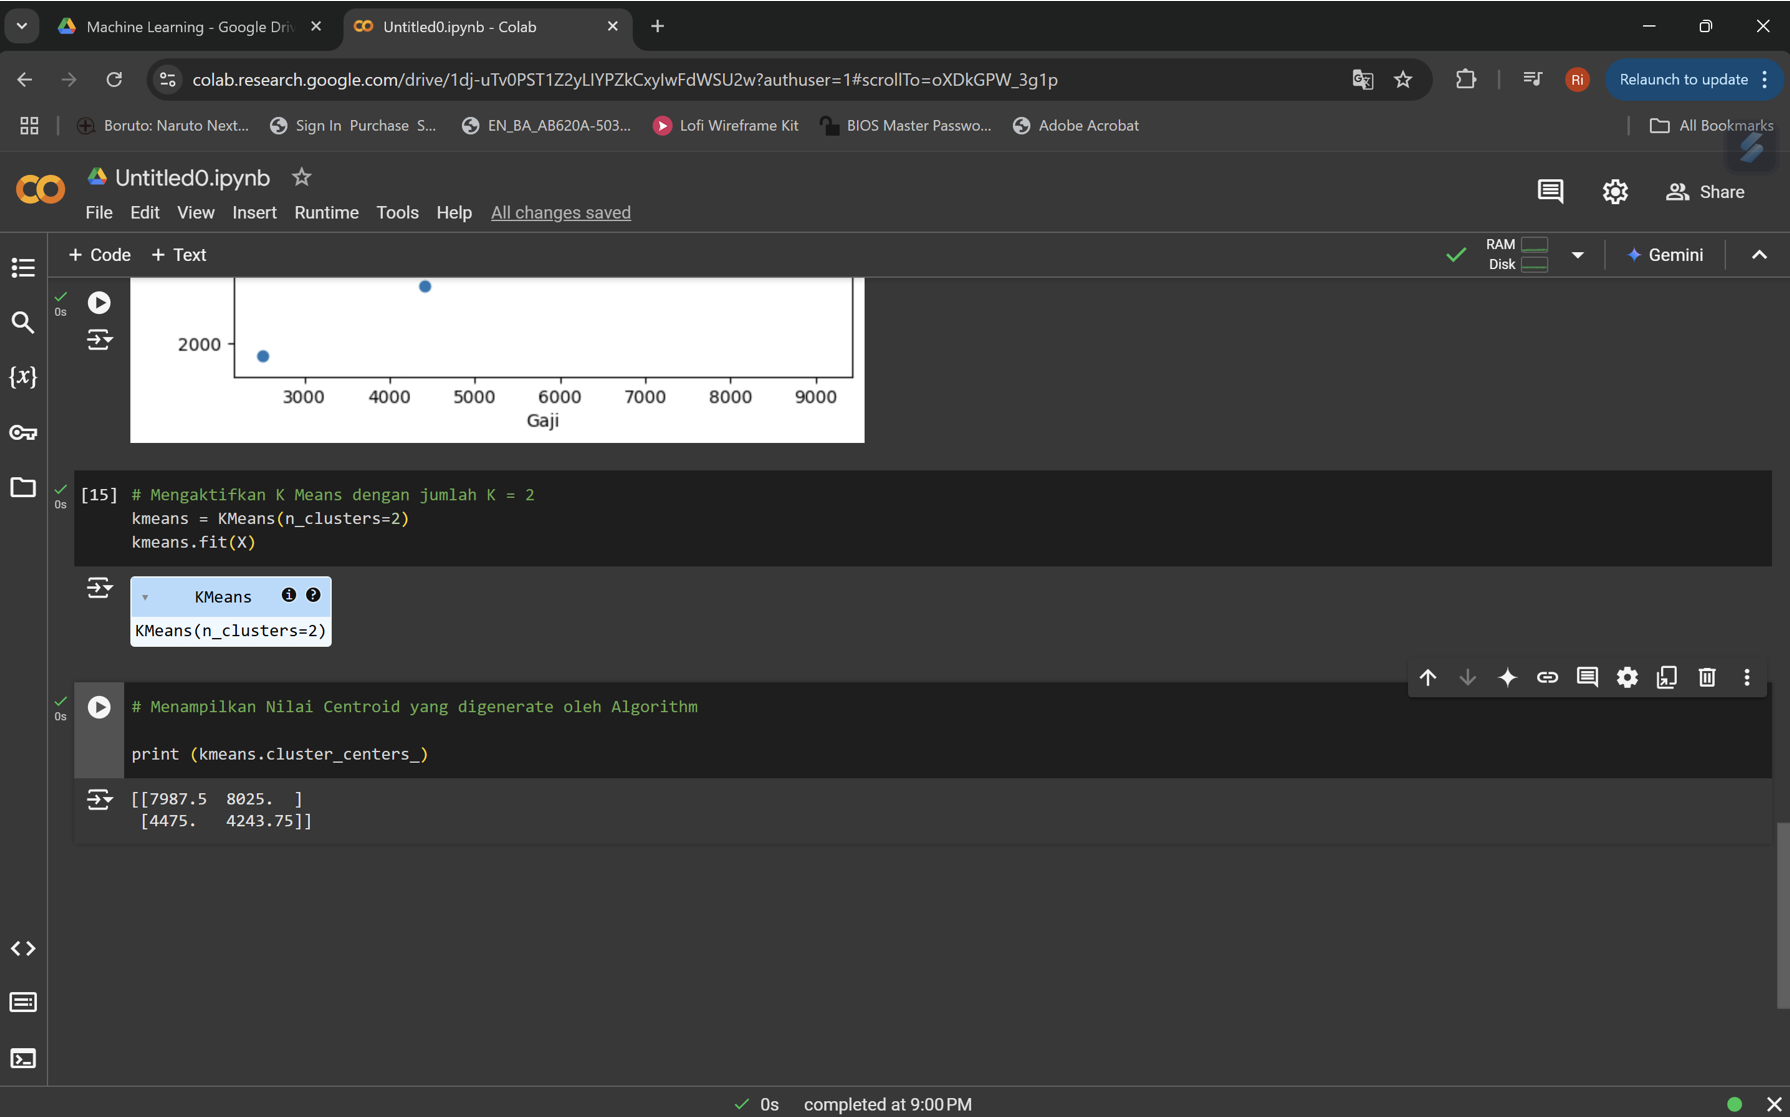 Machine Learning - Google Driv
Untitled0.ipynb - Colab
colab.research.google.com/drive/1dj-uTv0PST1Z2yLIYPZkCxyIwFdWSU2w?authuser=1#scrollTo=oXDkGPW_3g1p
Ri
Relaunch to update
Boruto: Naruto Next...
Sign In Purchase S...
EN_BA_AB620A-503...
Lofi Wireframe Kit
BIOS Master Passwo...
Adobe Acrobat
All Bookmarks
Untitled0.ipynb
Share
File Edit View Insert Runtime Tools Help All changes saved
+ Code + Text
RAM
Disk
Gemini
0s
2000
3000 4000 5000 6000 7000 8000 9000
Gaji
{x}
0s
[15] # Mengaktifkan K Means dengan jumlah K = 2
kmeans = KMeans(n_clusters=2)
kmeans.fit(X)
KMeans
KMeans(n_clusters=2)
0s
# Menampilkan Nilai Centroid yang digenerate oleh Algorithm
print (kmeans.cluster_centers_)
[[7987.5 8025. ]
[4475. 4243.75]]
0s completed at 9:00 PM